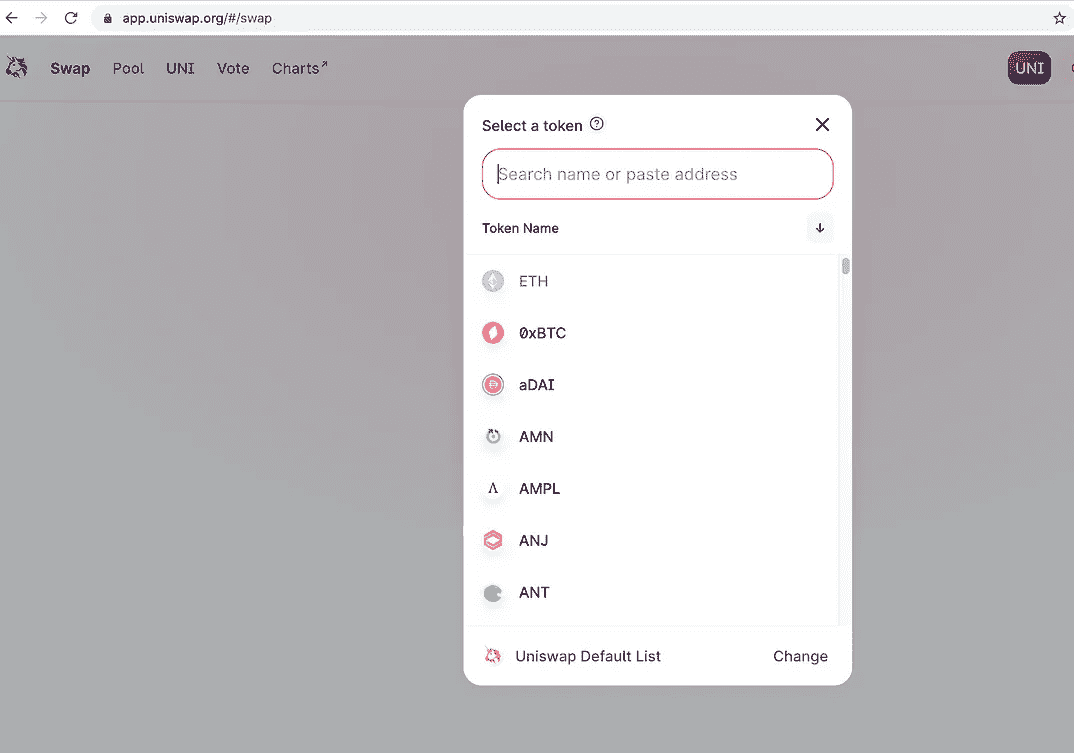 app.uniswap.org/#/swap
Swap Pool UNI Vote Charts↗ UNI
Select a token ?
Search name or paste address
Token Name
ETH
0xBTC
aDAI
AMN
AMPL
ANJ
ANT
Uniswap Default List Change